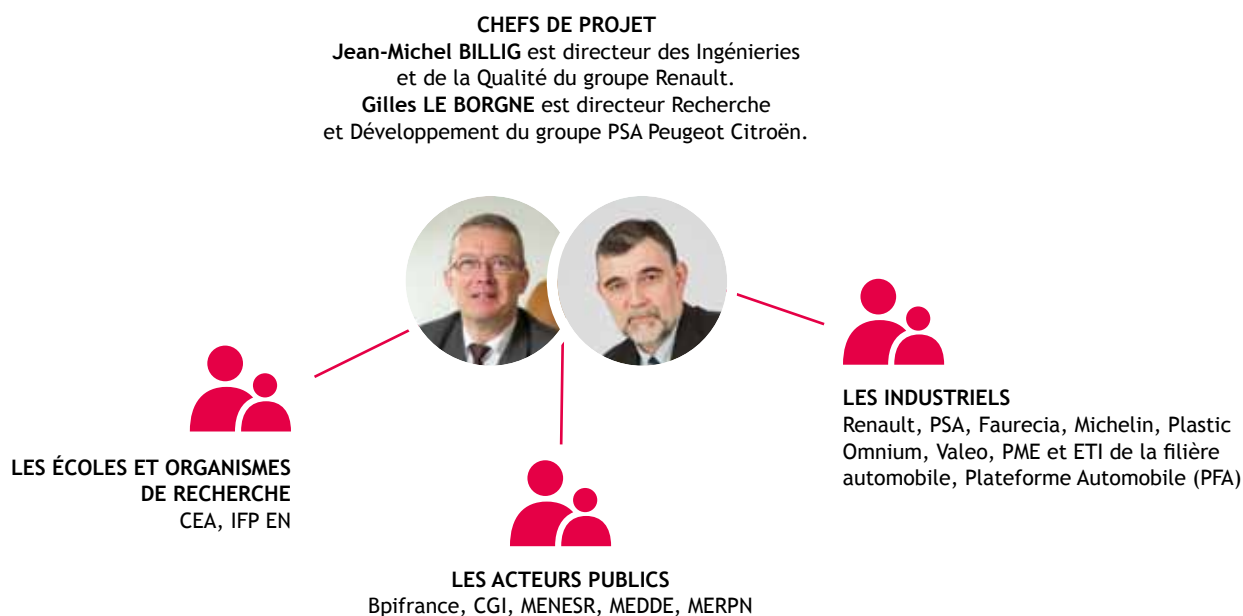 CHEFS DE PROJET
Jean-Michel BILLIG est directeur des Ingénieries
et de la Qualité du groupe Renault.
Gilles LE BORGNE est directeur Recherche
et Développement du groupe PSA Peugeot Citroën.
LES INDUSTRIELS
Renault, PSA, Faurecia, Michelin, Plastic
Omnium, Valeo, PME et ETI de la filière
automobile, Plateforme Automobile (PFA)
LES ÉCOLES ET ORGANISMES
DE RECHERCHE
CEA, IFP EN
LES ACTEURS PUBLICS
Bpifrance, CGI, MENESR, MEDDE, MERPN